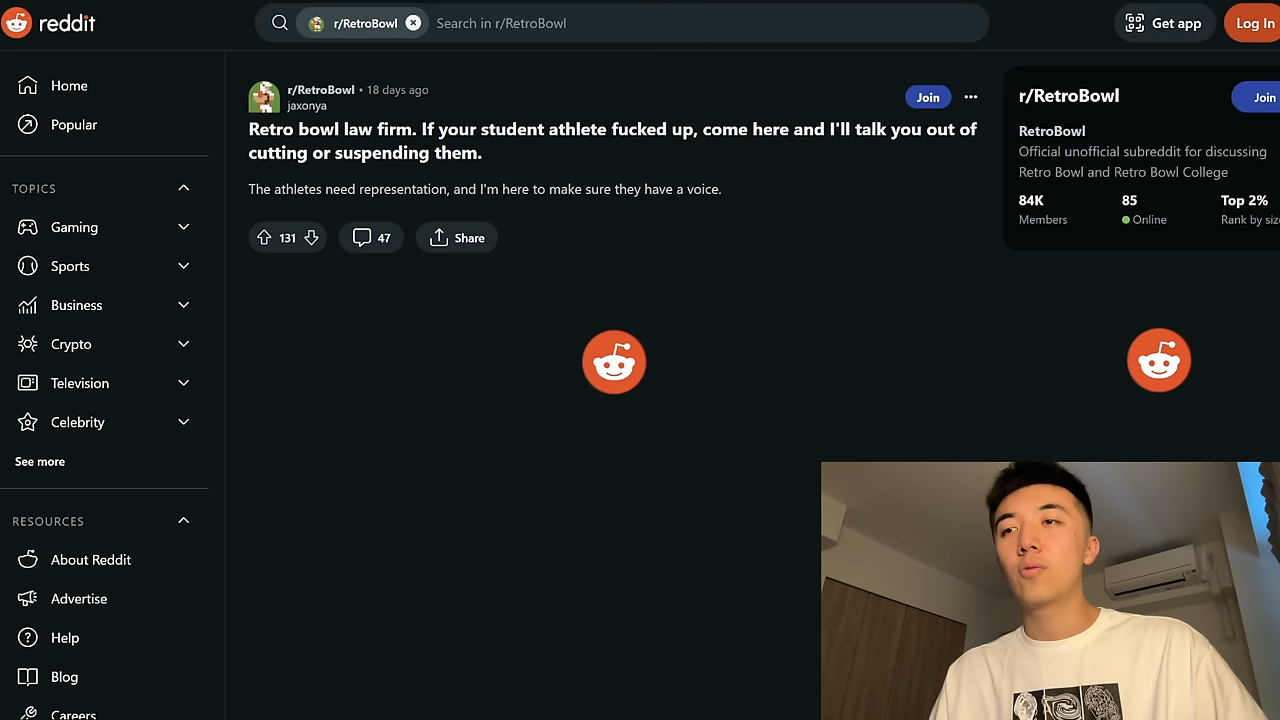 reddit
r/RetroBowl
Search in r/RetroBowl
Get app
Log In
Home
Popular
TOPICS
Gaming
Sports
Business
Crypto
Television
Celebrity
See more
RESOURCES
About Reddit
Advertise
Help
Blog
Careers
r/RetroBowl • 18 days ago
jaxonya
Join
Retro bowl law firm. If your student athlete fucked up, come here and I'll talk you out of
cutting or suspending them.
The athletes need representation, and I'm here to make sure they have a voice.
131
47
Share
r/RetroBowl
Join
RetroBowl
Official unofficial subreddit for discussing
Retro Bowl and Retro Bowl College
84K
85
Top 2%
Members
Online
Rank by siz